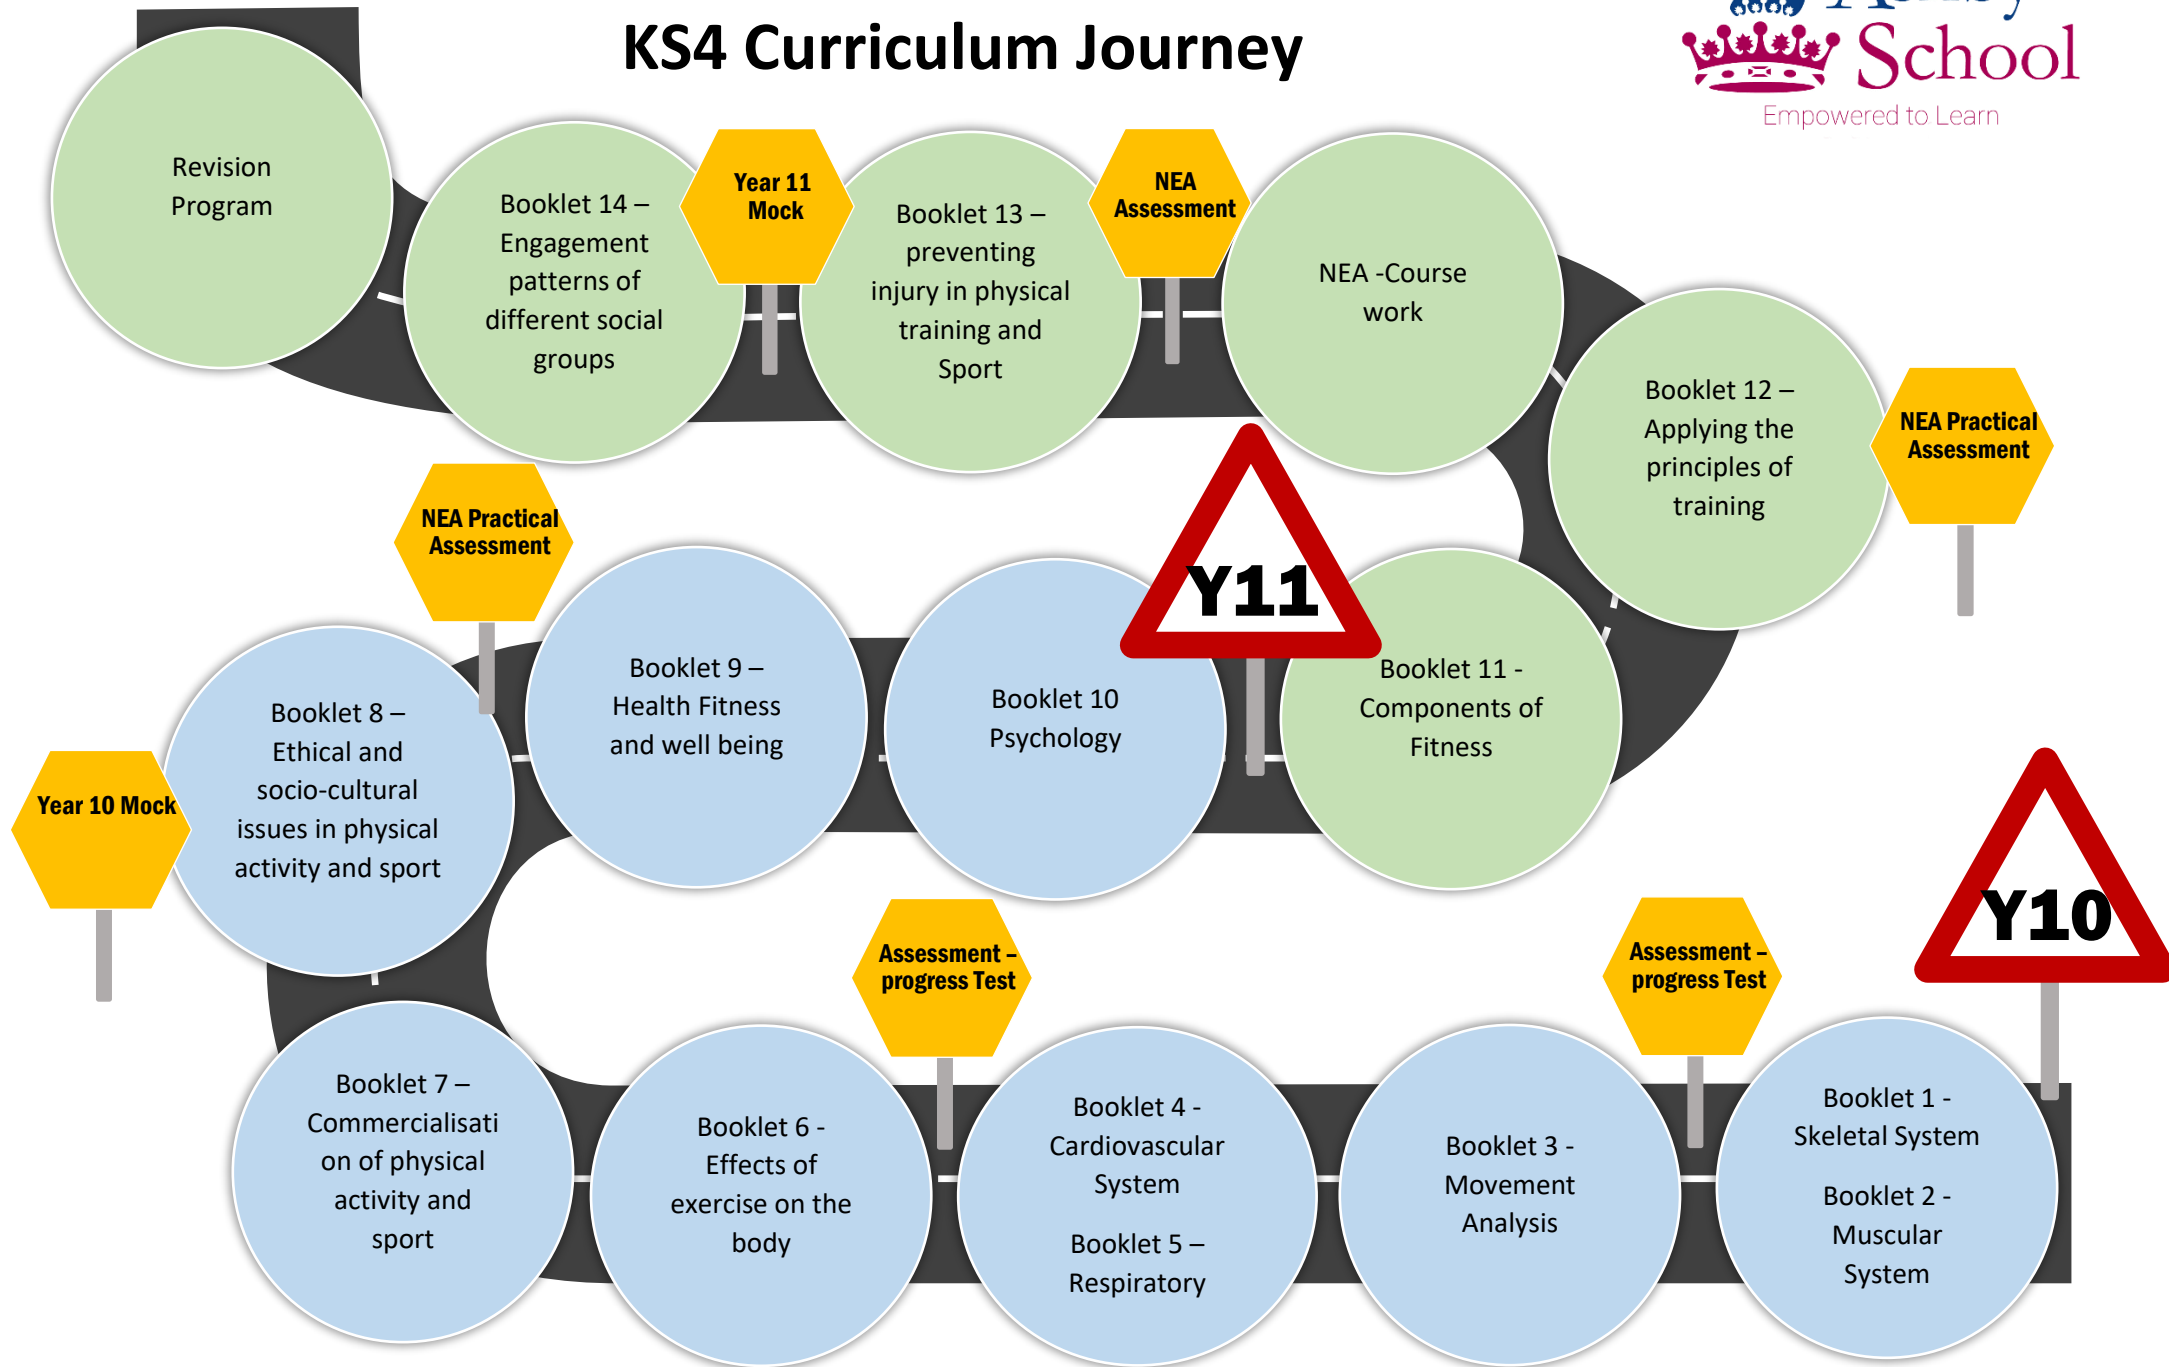 KS4 Curriculum Journey
School
Empowered to Learn
Revision
Program
Booklet 14 –
Engagement
patterns of
different social
groups
Year 11
Mock
Booklet 13 –
preventing
injury in physical
training and
Sport
NEA
Assessment
NEA -Course
work
Booklet 12 –
Applying the
principles of
training
NEA Practical
Assessment
NEA Practical
Assessment
Year 10 Mock
Booklet 8 –
Ethical and
socio-cultural
issues in physical
activity and sport
Booklet 9 –
Health Fitness
and well being
Booklet 10
Psychology
Y11
Booklet 11 -
Components of
Fitness
Y10
Assessment –
progress Test
Assessment –
progress Test
Booklet 7 –
Commercialisati
on of physical
activity and
sport
Booklet 6 -
Effects of
exercise on the
body
Booklet 4 -
Cardiovascular
System
Booklet 5 –
Respiratory
Booklet 3 -
Movement
Analysis
Booklet 1 -
Skeletal System
Booklet 2 -
Muscular
System